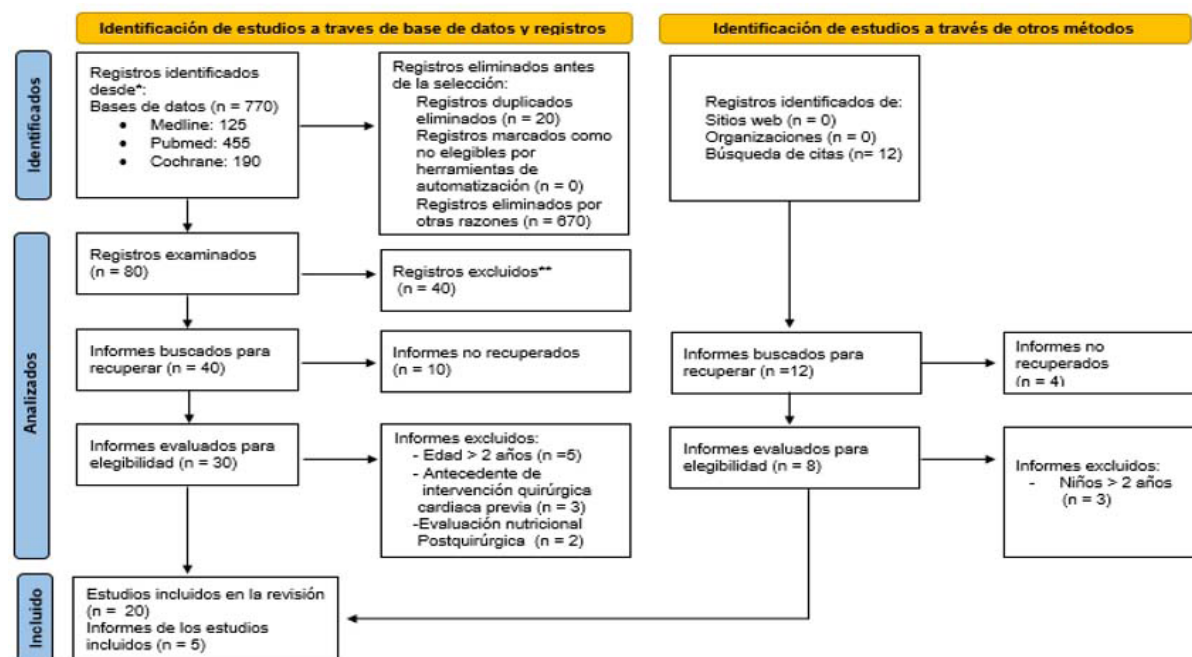 Identificación de estudios a traves de base de datos y registros
Identificación de estudios a través de otros métodos
Identificados
Registros identificados
desde*:
Bases de datos (n = 770)
• Medline: 125
• Pubmed: 455
• Cochrane: 190
Registros eliminados antes
de la selección:
Registros duplicados
eliminados (n = 20)
Registros marcados como
no elegibles por
herramientas de
automatización (n = 0)
Registros eliminados por
otras razones (n = 670)
Registros identificados de:
Sitios web (n = 0)
Organizaciones (n = 0)
Búsqueda de citas (n= 12)
Analizados
Registros examinados
(n = 80)
Registros excluidos**
(n = 40)
Informes buscados para
recuperar (n = 40)
Informes no recuperados
(n = 10)
Informes buscados para
recuperar (n =12)
Informes no
recuperados
(n = 4)
Informes evaluados para
elegibilidad (n = 30)
Informes excluidos:
- Edad > 2 años (n =5)
- Antecedente de
intervención quirúrgica
cardiaca previa (n = 3)
-Evaluación nutricional
Postquirúrgica (n = 2)
Informes evaluados para
elegibilidad (n = 8)
Informes excluidos:
- Niños > 2 años
(n = 3)
Incluido
Estudios incluidos en la revisión
(n = 20)
Informes de los estudios
incluidos (n = 5)